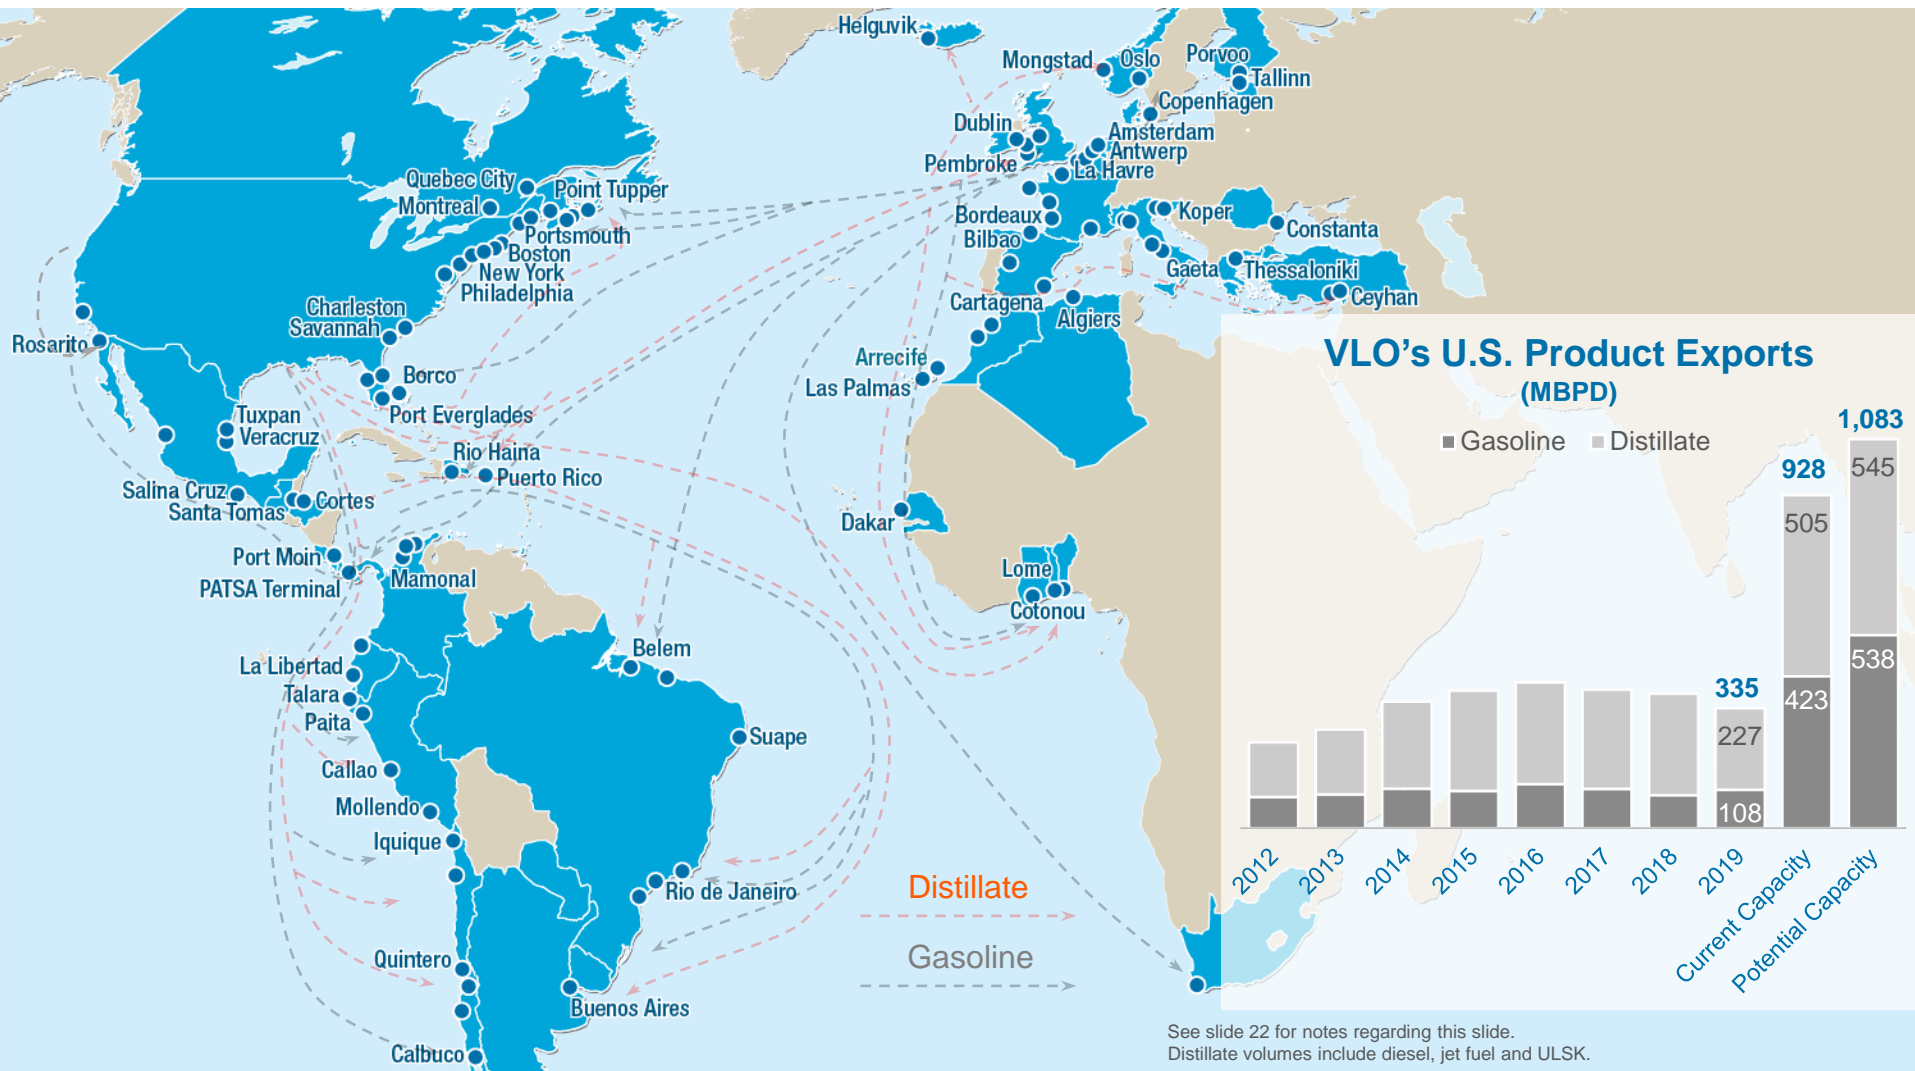 Helguvik
Mongstad
Oslo
Porvoo
Tallinn
Copenhagen
Dublin
Amsterdam
Antwerp
Pembroke
La Havre
Quebec City
Point Tupper
Montreal
Portsmouth
Boston
New York
Philadelphia
Bordeaux
Koper
Bilbao
Constanta
Gaeta
Thessaloniki
Cartagena
Ceyhan
Algiers
Charleston
Savannah
Rosarito
Borco
Port Everglades
Arrecife
Las Palmas
Tuxpan
Veracruz
Rio Haina
Puerto Rico
Salina Cruz
Santa Tomas
Cortes
Dakar
Port Moin
PATSA Terminal
Mamonal
Lome
Cotonou
La Libertad
Talara
Paita
Belem
Suape
Callao
Mollendo
Iquique
Rio de Janeiro
Quintero
Buenos Aires
Calbuco
Distillate
Gasoline
VLO’s U.S. Product Exports
(MBPD)
Gasoline
Distillate
1,083
928
545
505
335
538
423
227
108
2012
2013
2014
2015
2016
2017
2018
2019
Current Capacity
Potential Capacity
See slide 22 for notes regarding this slide.
Distillate volumes include diesel, jet fuel and ULSK.